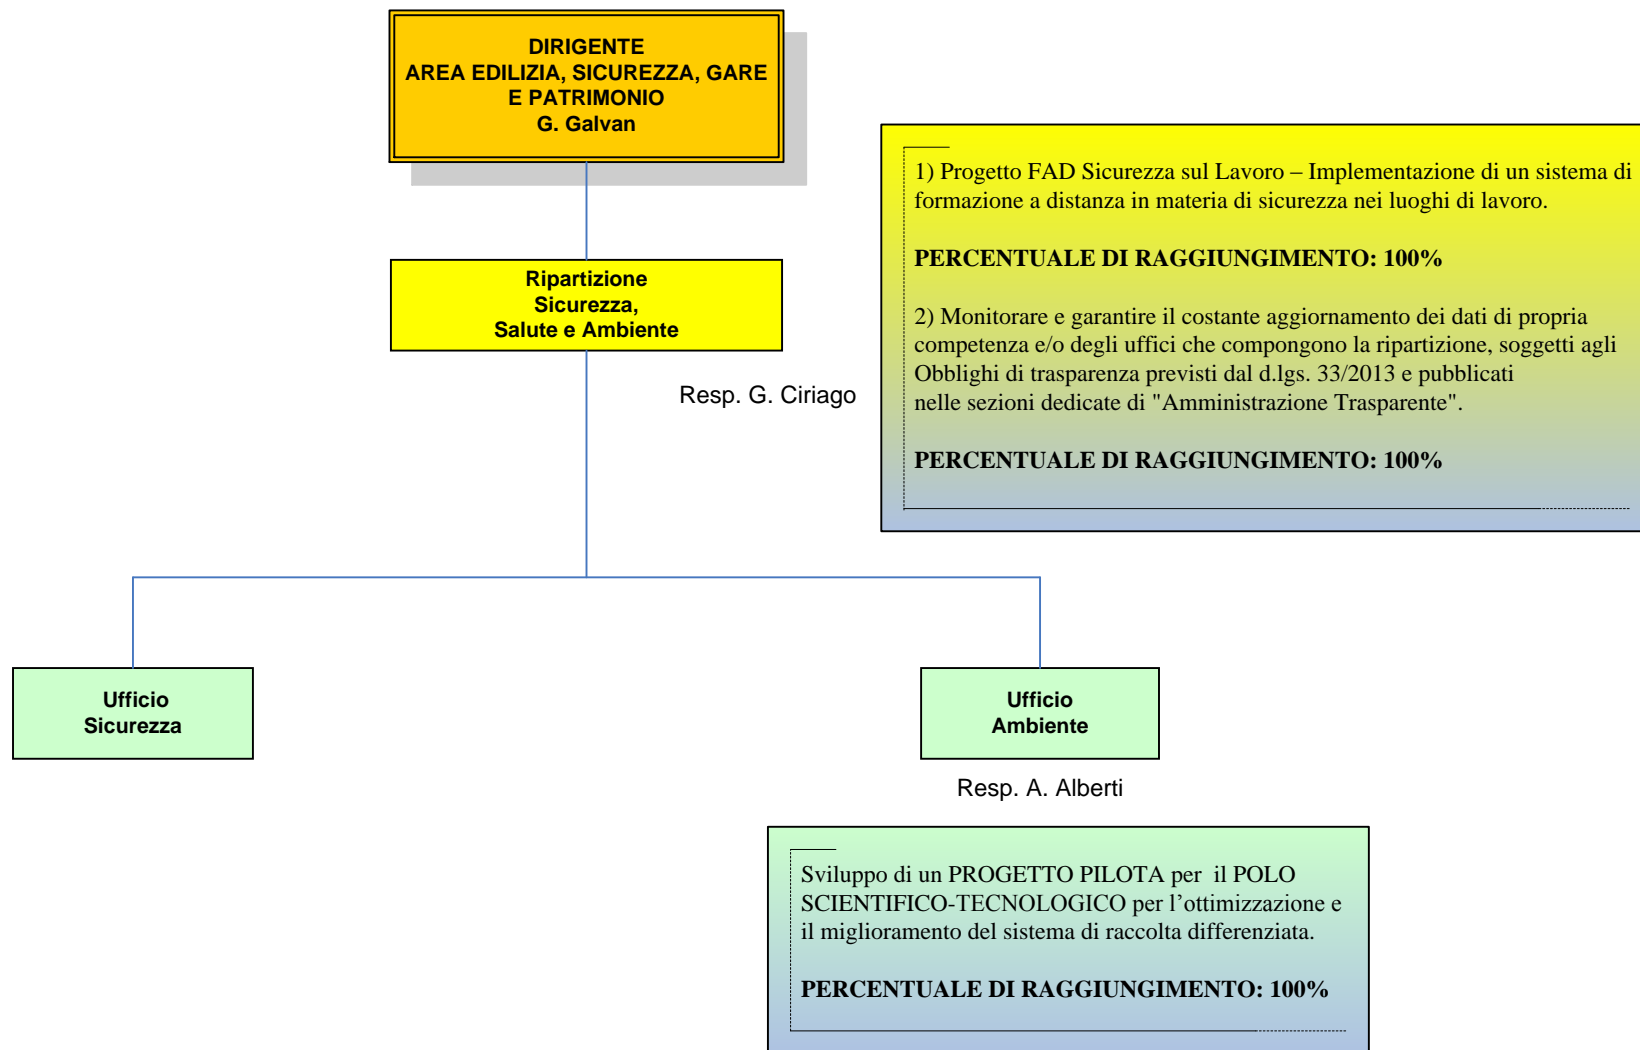 DIRIGENTE
AREA EDILIZIA, SICUREZZA, GARE
E PATRIMONIO
G. Galvan
Ripartizione
Sicurezza,
Salute e Ambiente
Resp. G. Ciriago
1) Progetto FAD Sicurezza sul Lavoro – Implementazione di un sistema di
formazione a distanza in materia di sicurezza nei luoghi di lavoro.
PERCENTUALE DI RAGGIUNGIMENTO: 100%
2) Monitorare e garantire il costante aggiornamento dei dati di propria
competenza e/o degli uffici che compongono la ripartizione, soggetti agli
Obblighi di trasparenza previsti dal d.lgs. 33/2013 e pubblicati
nelle sezioni dedicate di "Amministrazione Trasparente".
PERCENTUALE DI RAGGIUNGIMENTO: 100%
Ufficio
Sicurezza
Ufficio
Ambiente
Resp. A. Alberti
Sviluppo di un PROGETTO PILOTA per il POLO
SCIENTIFICO-TECNOLOGICO per l’ottimizzazione e
il miglioramento del sistema di raccolta differenziata.
PERCENTUALE DI RAGGIUNGIMENTO: 100%